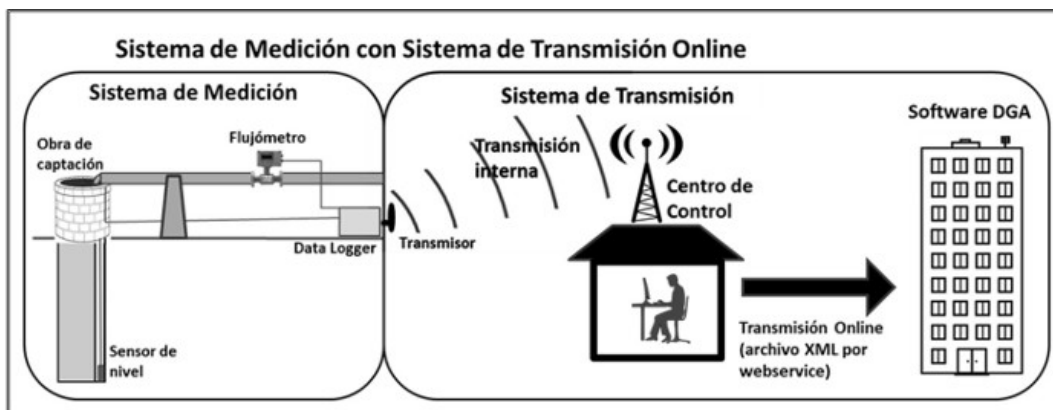 Sistema de Medición con Sistema de Transmisión Online
Sistema de Medición
Obra de
captación
Flujómetro
Data Logger
Sensor de
nivel
Sistema de Transmisión
Transmisión
interna
Transmisor
Centro de
Control
Transmisión Online
(archivo XML por
webservice)
Software DGA